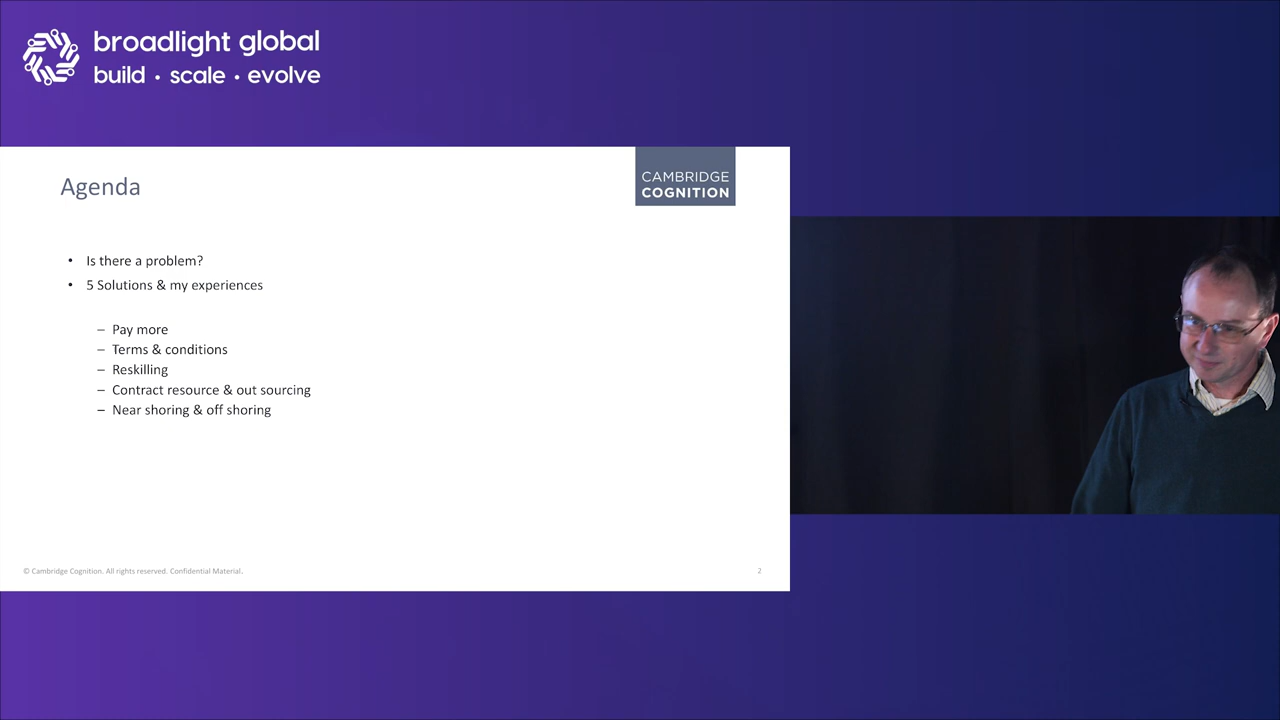 broadlight global
build · scale · evolve
Agenda
CAMBRIDGE
COGNITION
• Is there a problem?
• 5 Solutions & my experiences
– Pay more
– Terms & conditions
– Reskilling
– Contract resource & out sourcing
– Near shoring & off shoring
© Cambridge Cognition. All rights reserved. Confidential Material.
2